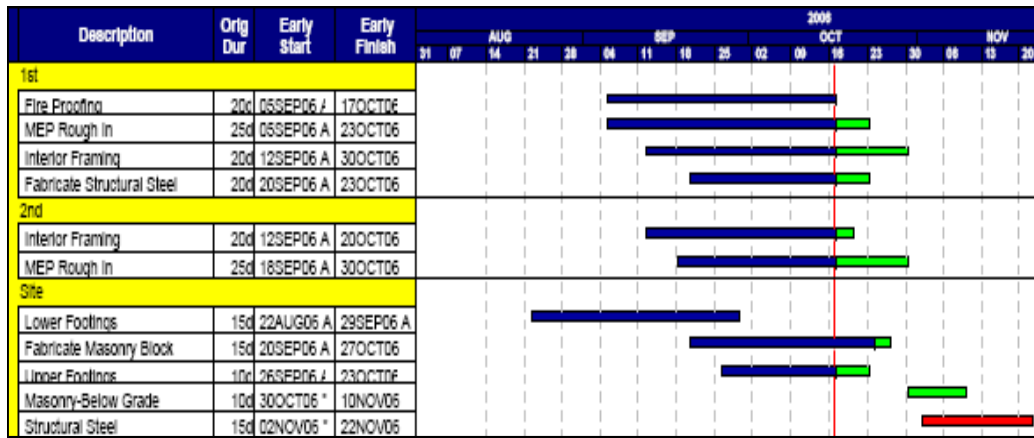 Description Orig Dur Early Start Early Finish 2006
AUG SEP OCT NOV
31 07 14 21 28 04 11 18 25 02 09 16 23 30 06 13 20
1st
Fire Proofing 20d 05SEP06 A 17OCT06
MEP Rough In 25d 05SEP06 A 23OCT06
Interior Framing 20d 12SEP06 A 30OCT06
Fabricate Structural Steel 20d 20SEP06 A 23OCT06
2nd
Interior Framing 20d 12SEP06 A 20OCT06
MEP Rough In 25d 18SEP06 A 30OCT06
Site
Lower Footings 15d 22AUG06 A 29SEP06 A
Fabricate Masonry Block 15d 20SEP06 A 27OCT06
Upper Footings 10d 26SEP06 A 23OCT06
Masonry-Below Grade 10d 30OCT06 * 10NOV06
Structural Steel 15d 02NOV06 * 22NOV06